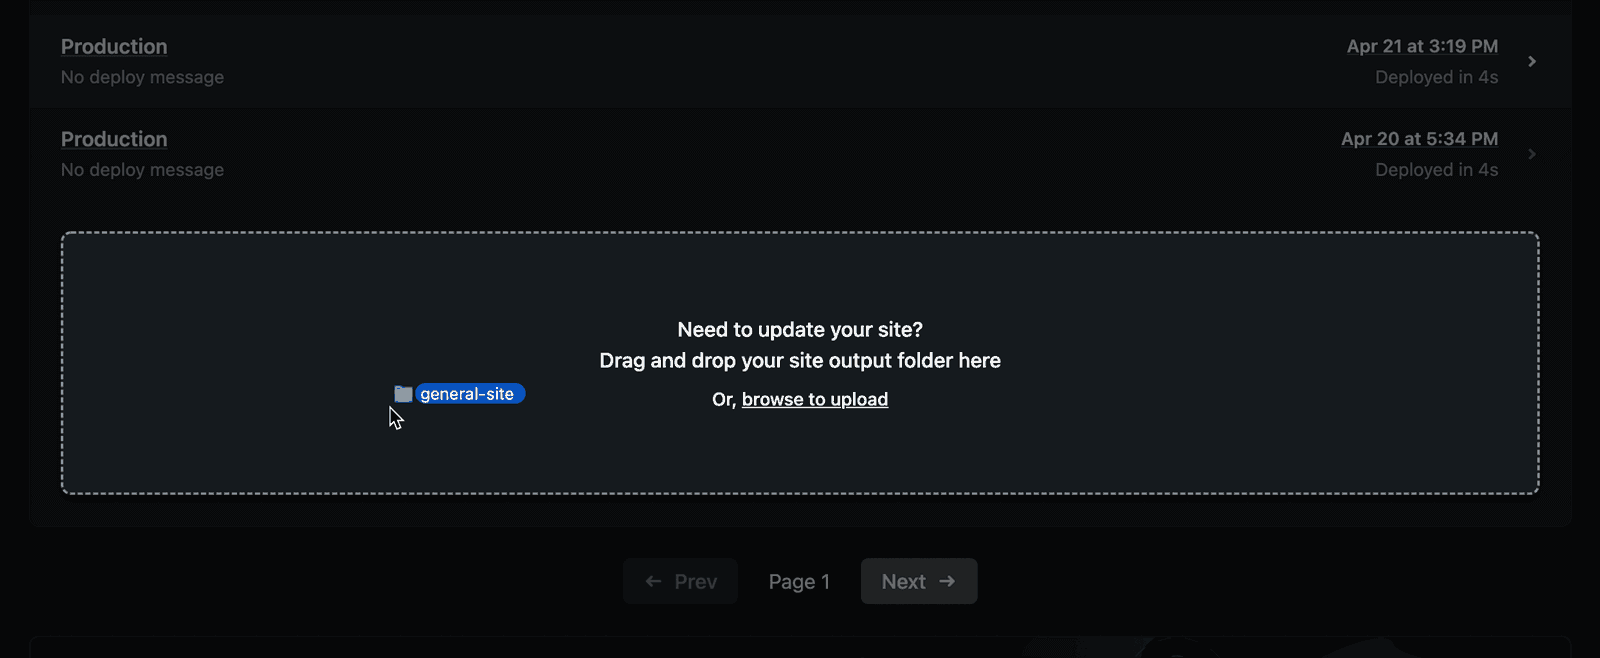 Production
Apr 21 at 3:19 PM
No deploy message
Deployed in 4s
Production
Apr 20 at 5:34 PM
No deploy message
Deployed in 4s
Need to update your site?
Drag and drop your site output folder here
general-site
Or, browse to upload
← Prev
Page 1
Next →